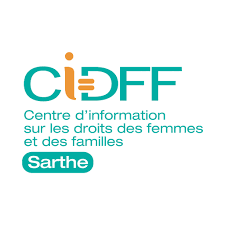 CiDFF
Centre d'information
sur les droits des femmes
et des familles
Sarthe